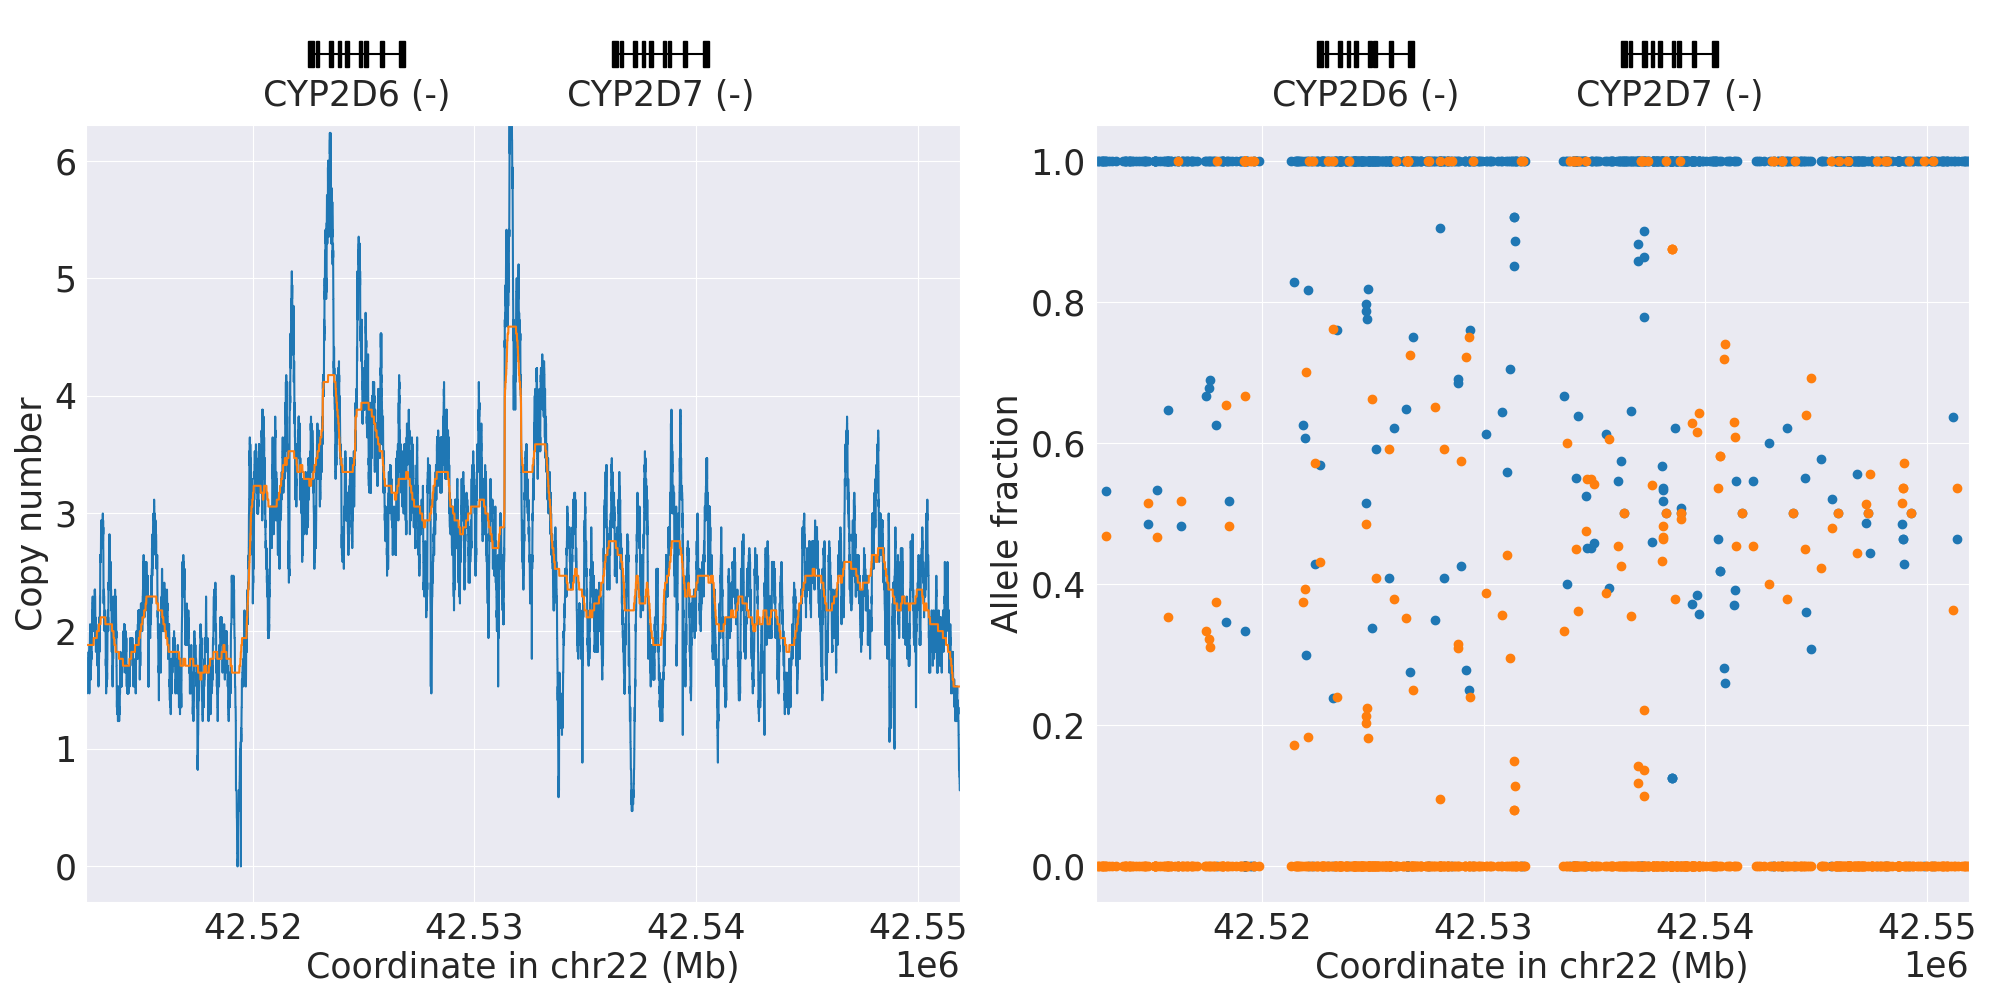 CYP2D6 (-) CYP2D7 (-)
6
5
4
3
2
1
0
Copy number
42.52 42.53 42.54 42.55
Coordinate in chr22 (Mb) 1e6
CYP2D6 (-) CYP2D7 (-)
1.0
0.8
0.6
0.4
0.2
0.0
Allele fraction
42.52 42.53 42.54 42.55
Coordinate in chr22 (Mb) 1e6